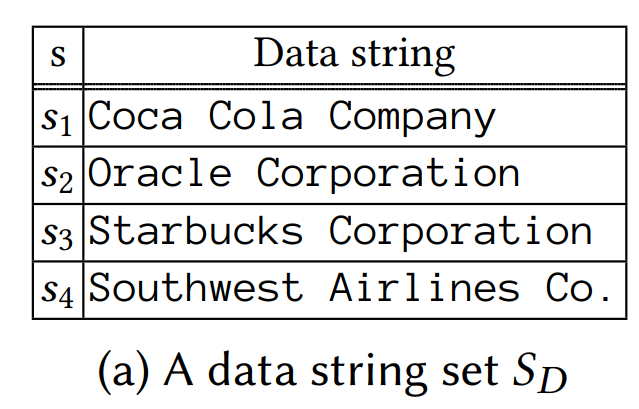 s Data string
s1 Coca Cola Company
s2 Oracle Corporation
s3 Starbucks Corporation
s4 Southwest Airlines Co.
(a) A data string set SD